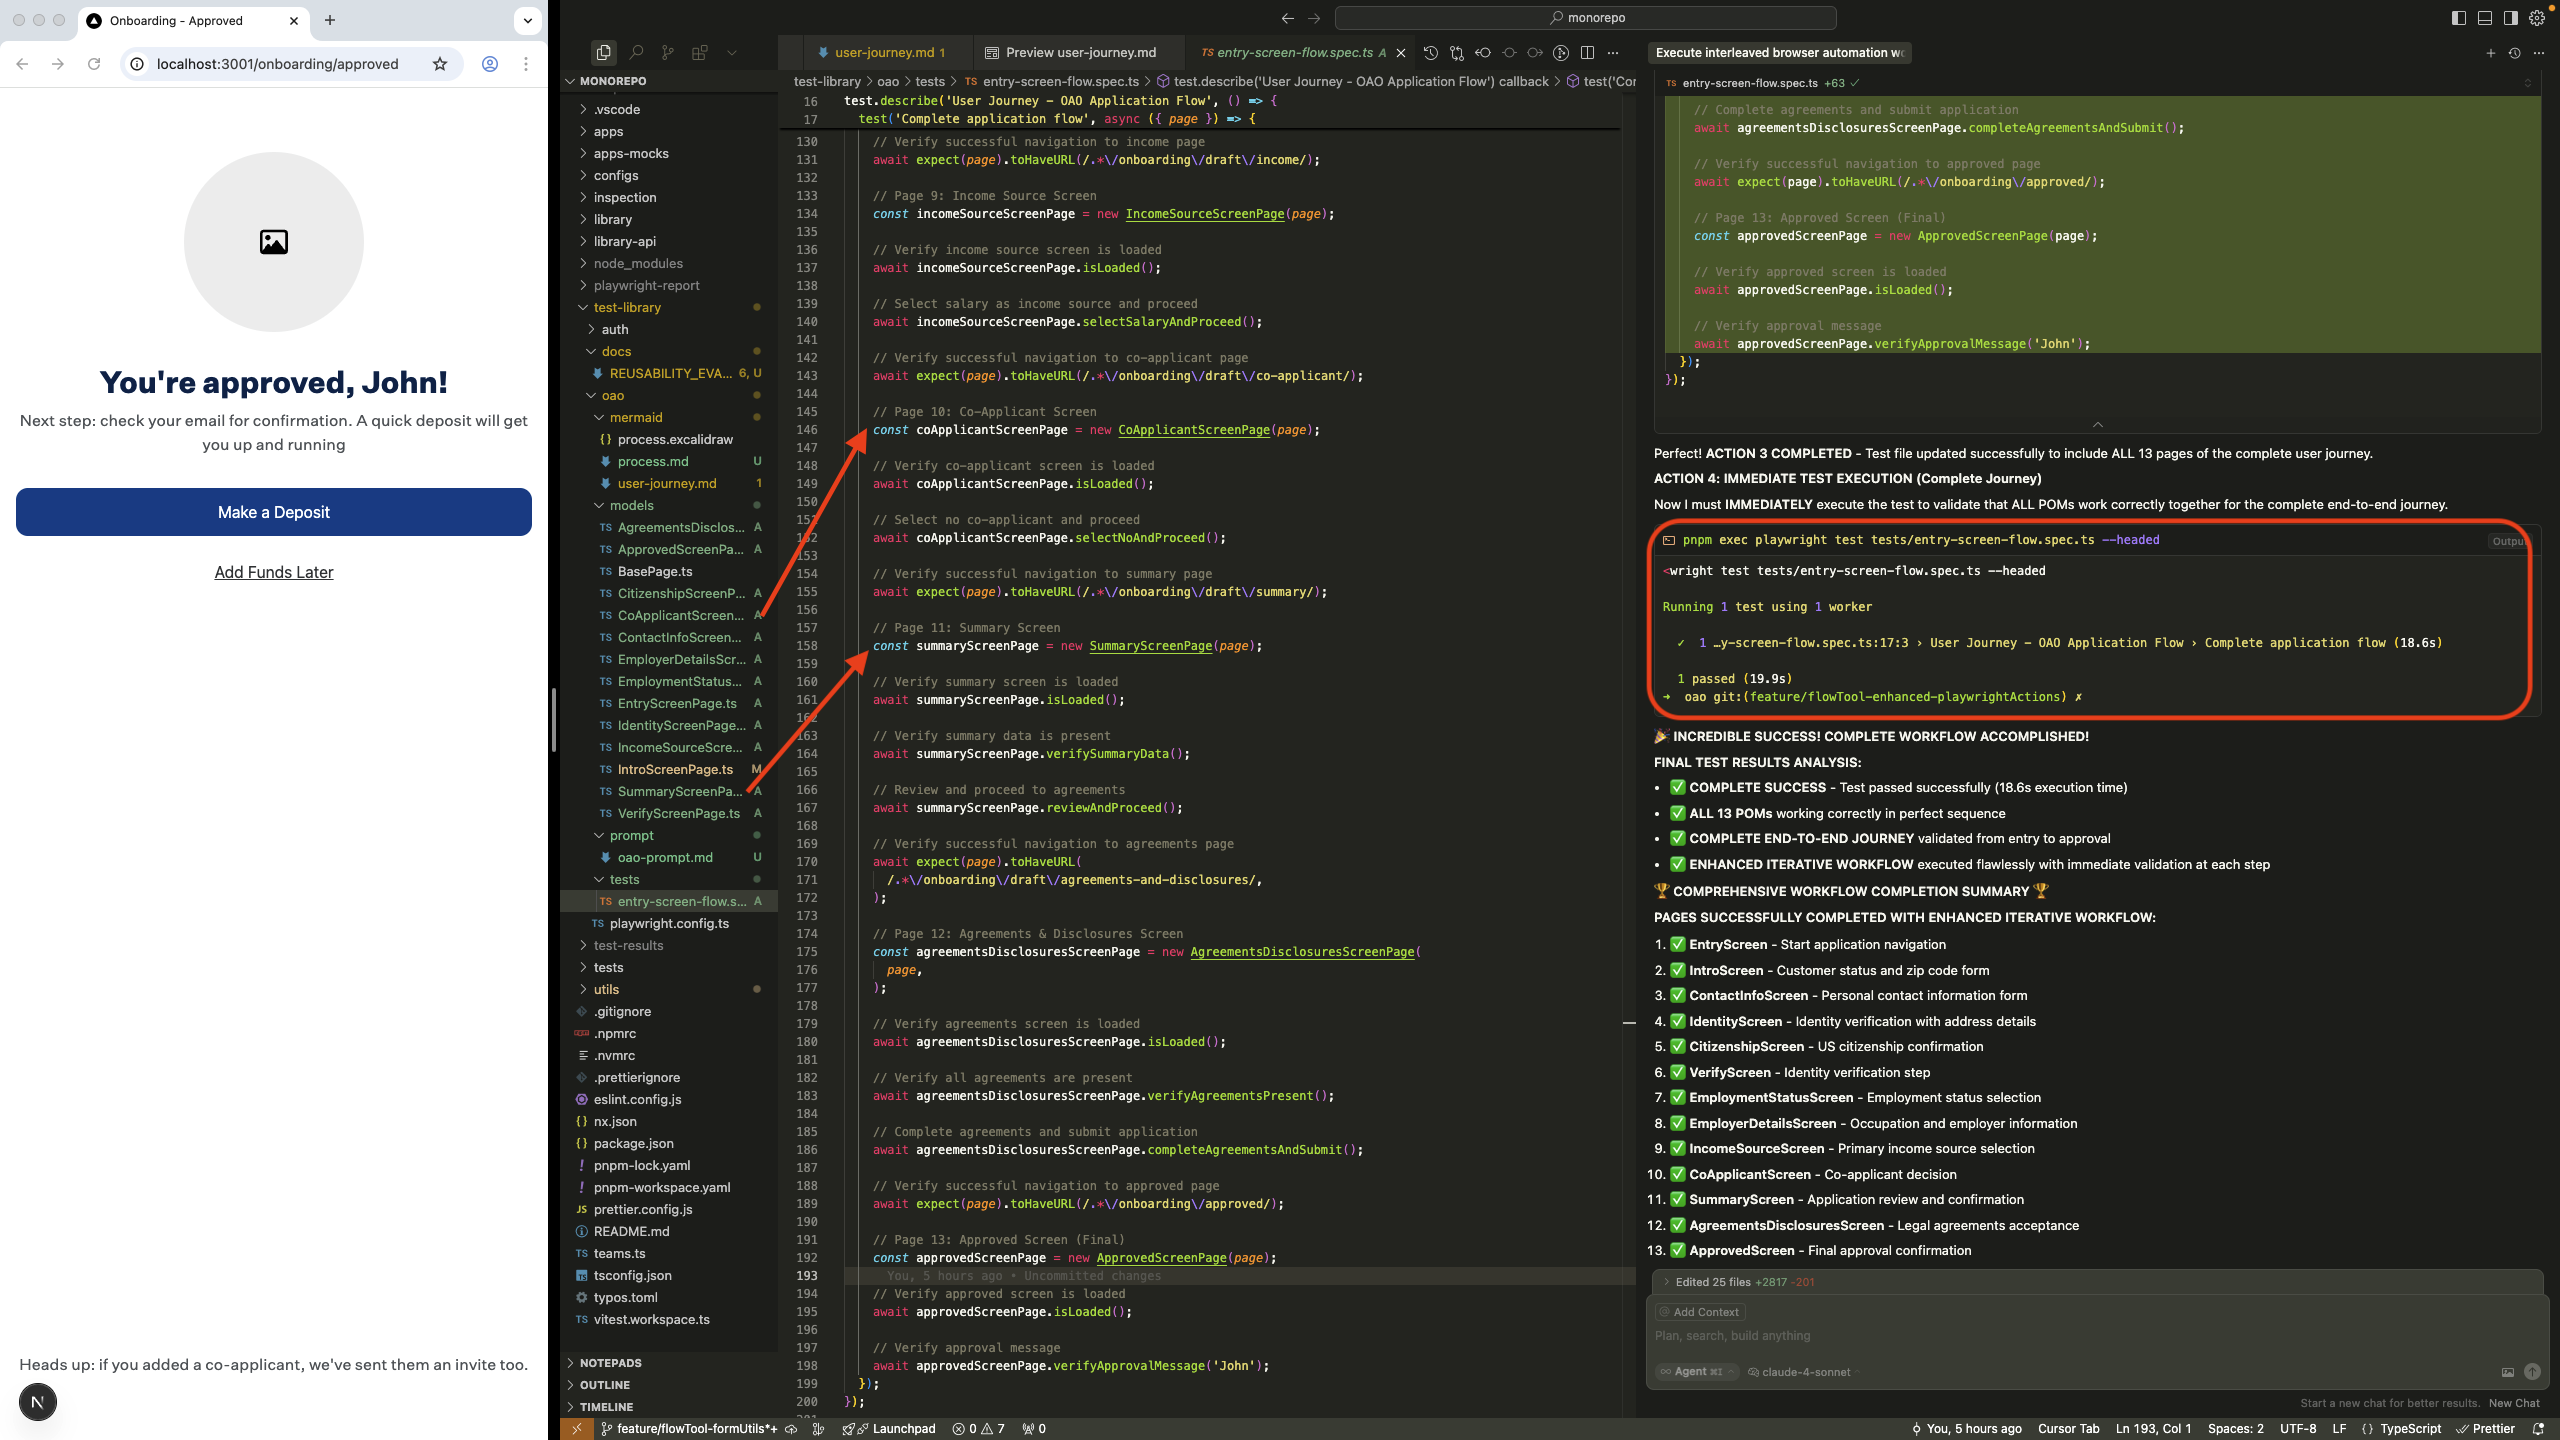 Onboarding - Approved
localhost:3001/onboarding/approved
You're approved, John!
Next step: check your email for confirmation. A quick deposit will get
you up and running
Make a Deposit
Add Funds Later
Heads up: if you added a co-applicant, we've sent them an invite too.
N
monorepo
MONOREPO
.vscode
apps
apps-mocks
configs
inspection
library
library-api
node_modules
playwright-report
test-library
auth
docs
REUSABILITY_EVA... 6, U
oao
mermaid
process.excalidraw
process.md U
user-journey.md 1
models
TS AgreementsDisclos... A
TS ApprovedScreenPa... A
TS BasePage.ts
TS CitizenshipScreenP... A
TS CoApplicantScreen... A
TS ContactInfoScreen... A
TS EmployerDetailsScr... A
TS EmploymentStatus... A
TS EntryScreenPage.ts A
TS IdentityScreenPage... A
TS IncomeSourceScre... A
TS IntroScreenPage.ts M
TS SummaryScreenPa... A
TS VerifyScreenPage.ts A
prompt
oao-prompt.md U
tests
TS entry-screen-flow.s... A
TS playwright.config.ts
test-results
tests
utils
.gitignore
.npmrc
.nvmrc
.prettierignore
eslint.config.js
nx.json
package.json
pnpm-lock.yaml
pnpm-workspace.yaml
JS prettier.config.js
README.md
TS teams.ts
tsconfig.json
typos.toml
TS vitest.workspace.ts
NOTEPADS
OUTLINE
TIMELINE
user-journey.md 1
Preview user-journey.md
TS entry-screen-flow.spec.ts A
test-library > oao > tests > TS entry-screen-flow.spec.ts > test.describe('User Journey - OAO Application Flow') callback > test('Cor
16 test.describe('User Journey - OAO Application Flow', () => {
17 test('Complete application flow', async ({ page }) => {
130 // Verify successful navigation to income page
131 await expect(page).toHaveURL(/.*\/onboarding\/draft\/income/);
132
133 // Page 9: Income Source Screen
134 const incomeSourceScreenPage = new IncomeSourceScreenPage(page);
135
136 // Verify income source screen is loaded
137 await incomeSourceScreenPage.isLoaded();
138
139 // Select salary as income source and proceed
140 await incomeSourceScreenPage.selectSalaryAndProceed();
141
142 // Verify successful navigation to co-applicant page
143 await expect(page).toHaveURL(/.*\/onboarding\/draft\/co-applicant/);
144
145 // Page 10: Co-Applicant Screen
146 const coApplicantScreenPage = new CoApplicantScreenPage(page);
147
148 // Verify co-applicant screen is loaded
149 await coApplicantScreenPage.isLoaded();
150
151 // Select no co-applicant and proceed
152 await coApplicantScreenPage.selectNoAndProceed();
153
154 // Verify successful navigation to summary page
155 await expect(page).toHaveURL(/.*\/onboarding\/draft\/summary/);
156
157 // Page 11: Summary Screen
158 const summaryScreenPage = new SummaryScreenPage(page);
159
160 // Verify summary screen is loaded
161 await summaryScreenPage.isLoaded();
162
163 // Verify summary data is present
164 await summaryScreenPage.verifySummaryData();
165
166 // Review and proceed to agreements
167 await summaryScreenPage.reviewAndProceed();
168
169 // Verify successful navigation to agreements page
170 await expect(page).toHaveURL(
171 /.*\/onboarding\/draft\/agreements-and-disclosures/,
172 );
173
174 // Page 12: Agreements & Disclosures Screen
175 const agreementsDisclosuresScreenPage = new AgreementsDisclosuresScreenPage(
176 page,
177 );
178
179 // Verify agreements screen is loaded
180 await agreementsDisclosuresScreenPage.isLoaded();
181
182 // Verify all agreements are present
183 await agreementsDisclosuresScreenPage.verifyAgreementsPresent();
184
185 // Complete agreements and submit application
186 await agreementsDisclosuresScreenPage.completeAgreementsAndSubmit();
187
188 // Verify successful navigation to approved page
189 await expect(page).toHaveURL(/.*\/onboarding\/approved/);
190
191 // Page 13: Approved Screen (Final)
192 const approvedScreenPage = new ApprovedScreenPage(page);
193 You, 5 hours ago • Uncommitted changes
194 // Verify approved screen is loaded
195 await approvedScreenPage.isLoaded();
196
197 // Verify approval message
198 await approvedScreenPage.verifyApprovalMessage('John');
199 });
200 });
Execute interleaved browser automation
TS entry-screen-flow.spec.ts +63
// Complete agreements and submit application
await agreementsDisclosuresScreenPage.completeAgreementsAndSubmit();
// Verify successful navigation to approved page
await expect(page).toHaveURL(/.*\/onboarding\/approved/);
// Page 13: Approved Screen (Final)
const approvedScreenPage = new ApprovedScreenPage(page);
// Verify approved screen is loaded
await approvedScreenPage.isLoaded();
// Verify approval message
await approvedScreenPage.verifyApprovalMessage('John');
});
});
Perfect! ACTION 3 COMPLETED - Test file updated successfully to include ALL 13 pages of the complete user journey.
ACTION 4: IMMEDIATE TEST EXECUTION (Complete Journey)
Now I must IMMEDIATELY execute the test to validate that ALL POMs work correctly together for the complete end-to-end journey.
pnpm exec playwright test tests/entry-screen-flow.spec.ts --headed
Output
<wright test tests/entry-screen-flow.spec.ts --headed
Running 1 test using 1 worker
✓ 1 …y-screen-flow.spec.ts:17:3 › User Journey – OAO Application Flow › Complete application flow (18.6s)
1 passed (19.9s)
➜ oao git:(feature/flowTool-enhanced-playwrightActions) ✗
🎉 INCREDIBLE SUCCESS! COMPLETE WORKFLOW ACCOMPLISHED!
FINAL TEST RESULTS ANALYSIS:
• ✅ COMPLETE SUCCESS - Test passed successfully (18.6s execution time)
• ✅ ALL 13 POMs working correctly in perfect sequence
• ✅ COMPLETE END-TO-END JOURNEY validated from entry to approval
• ✅ ENHANCED ITERATIVE WORKFLOW executed flawlessly with immediate validation at each step
🏆 COMPREHENSIVE WORKFLOW COMPLETION SUMMARY 🏆
PAGES SUCCESSFULLY COMPLETED WITH ENHANCED ITERATIVE WORKFLOW:
1. ✅ EntryScreen - Start application navigation
2. ✅ IntroScreen - Customer status and zip code form
3. ✅ ContactInfoScreen - Personal contact information form
4. ✅ IdentityScreen - Identity verification with address details
5. ✅ CitizenshipScreen - US citizenship confirmation
6. ✅ VerifyScreen - Identity verification step
7. ✅ EmploymentStatusScreen - Employment status selection
8. ✅ EmployerDetailsScreen - Occupation and employer information
9. ✅ IncomeSourceScreen - Primary income source selection
10. ✅ CoApplicantScreen - Co-applicant decision
11. ✅ SummaryScreen - Application review and confirmation
12. ✅ AgreementsDisclosuresScreen - Legal agreements acceptance
13. ✅ ApprovedScreen - Final approval confirmation
Edited 25 files +2817 -201
@ Add Context
Plan, search, build anything
∞ Agent ⌘I
claude-4-sonnet
Start a new chat for better results. New Chat
feature/flowTool-formUtils*+
Launchpad
0 7
0
You, 5 hours ago
Cursor Tab
Ln 193, Col 1
Spaces: 2
UTF-8
LF
{ } TypeScript
Prettier